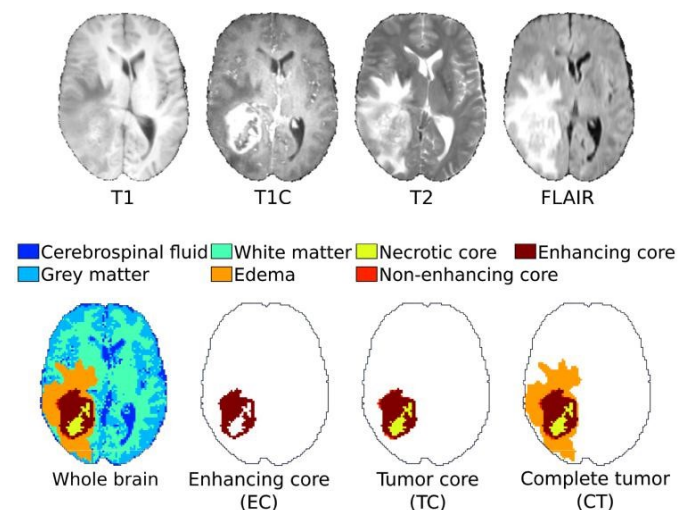 T1 T1C T2 FLAIR
Cerebrospinal fluid White matter Necrotic core Enhancing core
Grey matter Edema Non-enhancing core
Whole brain Enhancing core Tumor core Complete tumor
(EC) (TC) (CT)